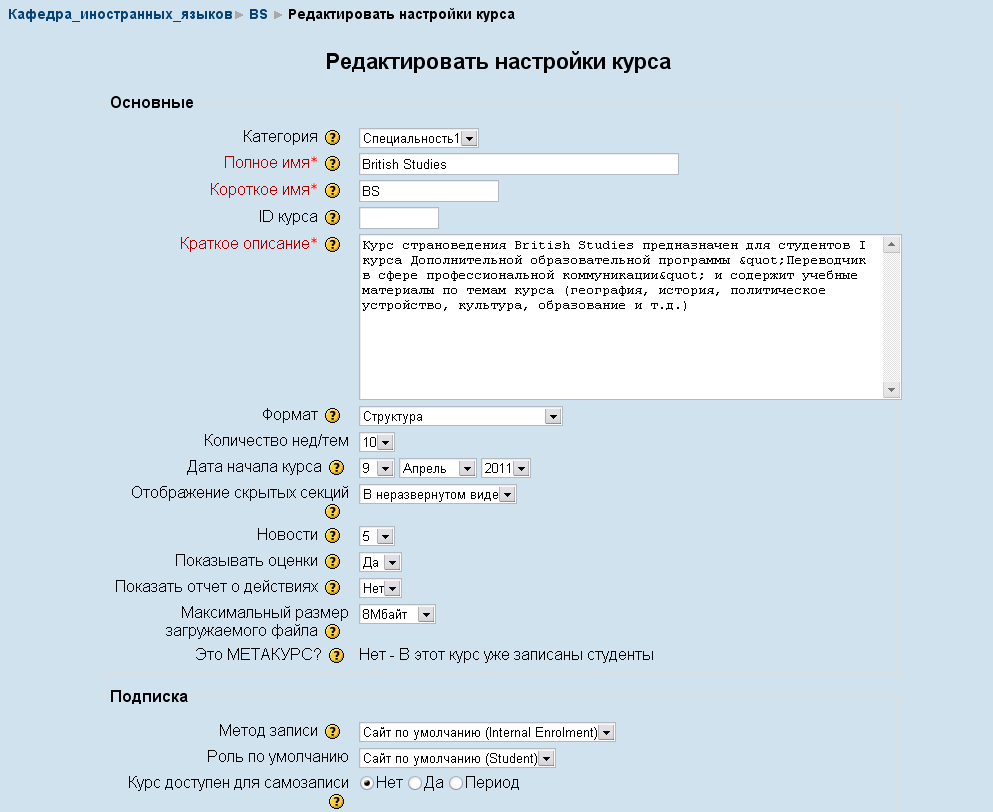 Кафедра_иностранных_языков ► BS ► Редактировать настройки курса
Редактировать настройки курса
Основные
Категория ? Специальность1
Полное имя* ? British Studies
Короткое имя* ? BS
ID курса ?
Краткое описание* ? Курс страноведения British Studies предназначен для студентов I
курса Дополнительной образовательной программы &quot;Переводчик
в сфере профессиональной коммуникации&quot; и содержит учебные
материалы по темам курса (география, история, политическое
устройство, культура, образование и т.д.)
Формат ? Структура
Количество нед/тем 10
Дата начала курса ? 9 Апрель 2011
Отображение скрытых секций В неразвернутом виде
?
Новости ? 5
Показывать оценки ? Да
Показать отчет о действиях ? Нет
Максимальный размер 8Мбайт
загружаемого файла ?
Это МЕТАКУРС? ? Нет - В этот курс уже записаны студенты
Подписка
Метод записи ? Сайт по умолчанию (Internal Enrolment)
Роль по умолчанию Сайт по умолчанию (Student)
Курс доступен для самозаписи Нет Да Период
?